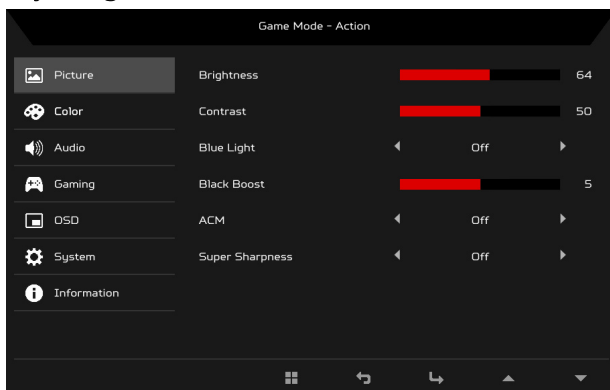 Game Mode - Action
Picture
Brightness 64
Color
Contrast 50
Audio
Blue Light Off
Gaming
Black Boost 5
OSD
ACM Off
System
Super Sharpness Off
Information